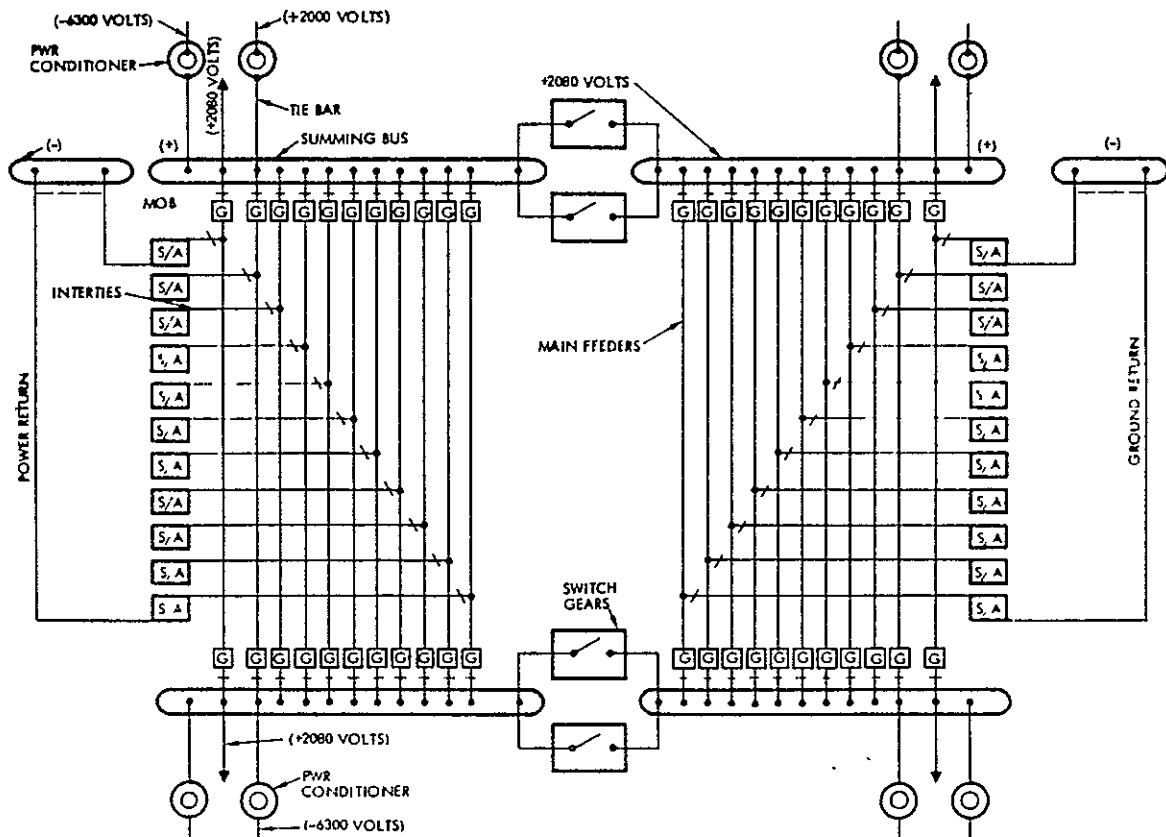 (-6300 VOLTS)
(+2000 VOLTS)
PWR
CONDITIONER
(+2080 VOLTS)
TIE BAR
SUMMING BUS
+2080 VOLTS
(-)
(+)
(+)
(-)
MOB
G G G G G G G G G G G
G G G G G G G G G G G
S/A
S/A
S/A
S/A
S/A
S/A
S/A
S/A
S/A
S/A
S A
INTERTIES
MAIN FEEDERS
POWER RETURN
S/A
S/A
S/A
S/A
S A
S/A
S/A
S/A
S/A
S/A
S/A
GROUND RETURN
SWITCH
GEARS
G G G G G G G G G G G
G G G G G G G G G G G
(+2080 VOLTS)
PWR
CONDITIONER
(-6300 VOLTS)